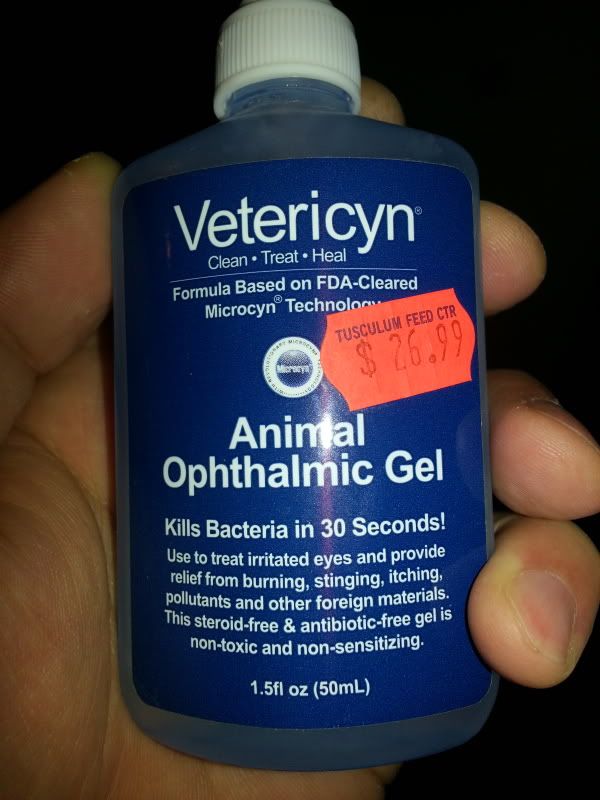 Vetericyn®
Clean • Treat • Heal
Formula Based on FDA-Cleared
Microcyn® Technology
TUSCULUM FEED CTR
$ 26.99
Microcyn
Animal
Ophthalmic Gel
Kills Bacteria in 30 Seconds!
Use to treat irritated eyes and provide
relief from burning, stinging, itching,
pollutants and other foreign materials.
This steroid-free & antibiotic-free gel is
non-toxic and non-sensitizing.
1.5fl oz (50mL)